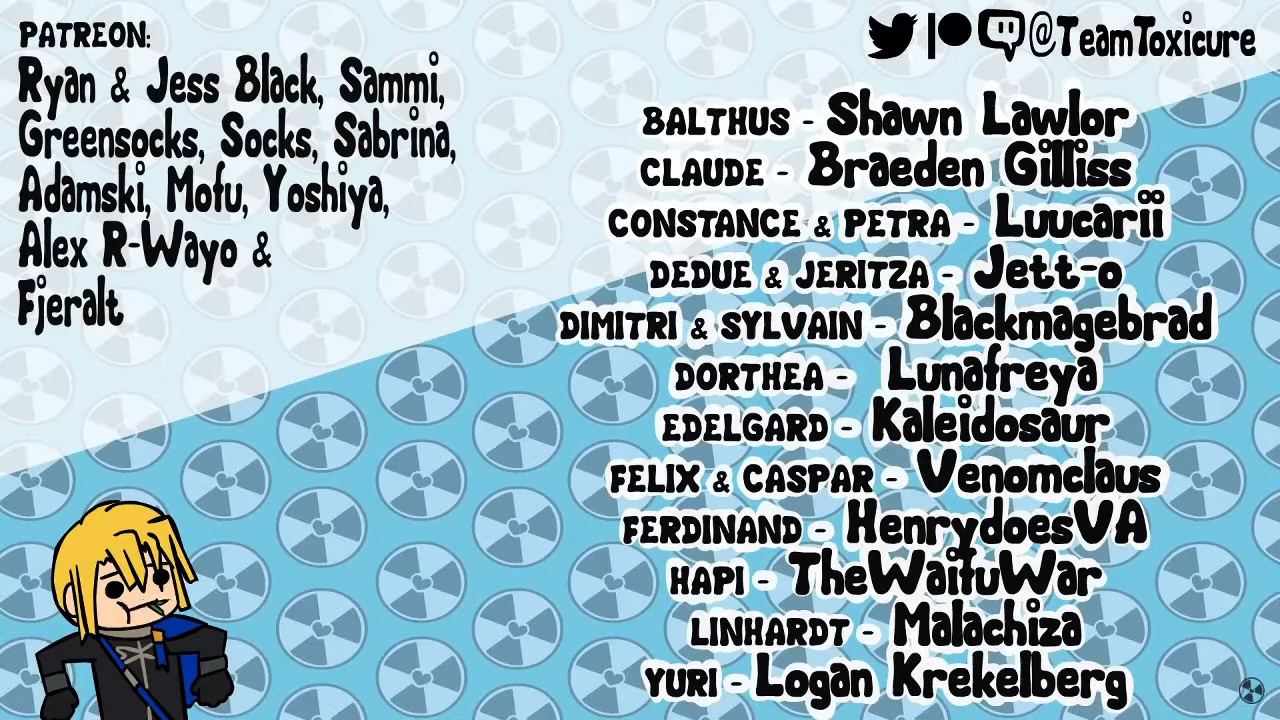 PATREON:
Ryan & Jess Black, Sammi,
Greensocks, Socks, Sabrina,
Adamski, Mofu, Yoshiya,
Alex R-Wayo &
Fjeralt
@TeamToxicure
BALTHUS - Shawn Lawlor
CLAUDE - Braeden Gilliss
CONSTANCE & PETRA - Luucarii
DEDUE & JERITZA - Jett-o
DIMITRI & SYLVAIN - Blackmagebrad
DORTHEA - Lunafreya
EDELGARD - Kaleidosaur
FELIX & CASPAR - Venomclaus
FERDINAND - HenrydoesVA
HAPI - TheWaifuWar
LINHARDT - Malachiza
YURI - Logan Krekelberg